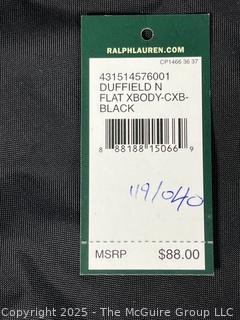 RALPHLAUREN.COM
CP1466 36 37
431514576001
DUFFIELD N
FLAT XBODY-CXB-
BLACK
8 88188 15066 9
119/040
MSRP $88.00
Copyright 2025 - The McGuire Group LLC